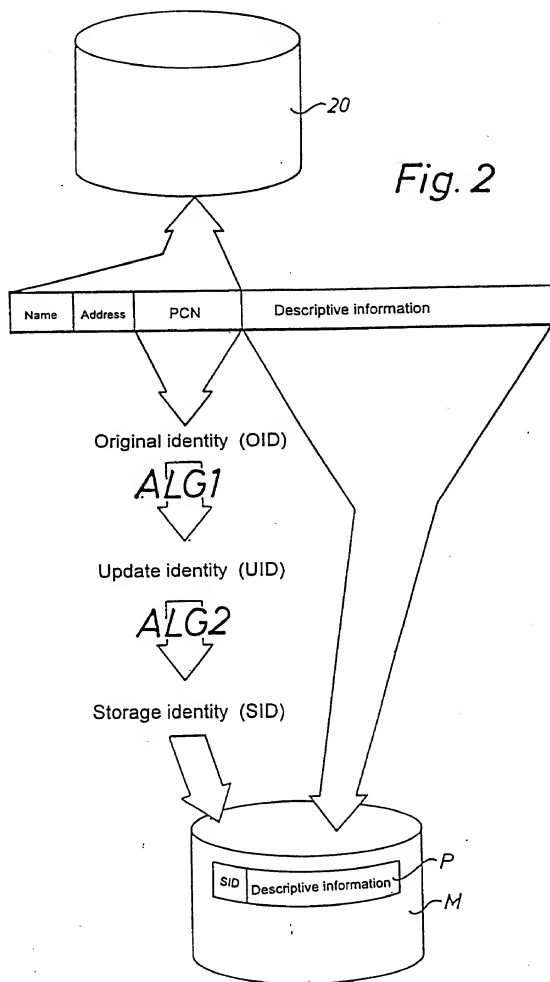 20
Fig. 2
Name Address PCN Descriptive information
Original identity (OID)
ALG1
Update identity (UID)
ALG2
Storage identity (SID)
SID Descriptive information
P
M